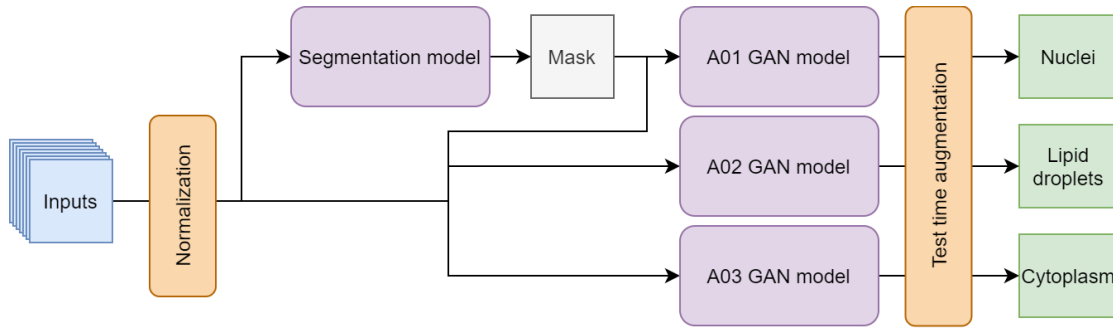 Segmentation model
Mask
A01 GAN model
Nuclei
Inputs
Normalization
A02 GAN model
Test time augmentation
Lipid
droplets
A03 GAN model
Cytoplasm